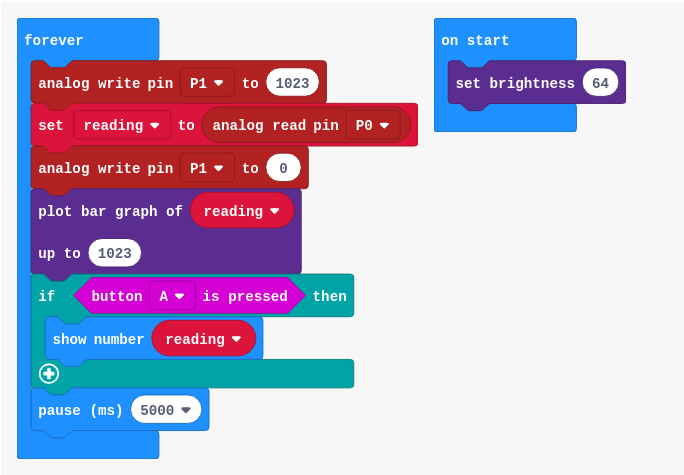 forever
analog write pin P1 to 1023
set reading to analog read pin P0
analog write pin P1 to 0
plot bar graph of reading
up to 1023
if button A is pressed then
show number reading
pause (ms) 5000
on start
set brightness 64